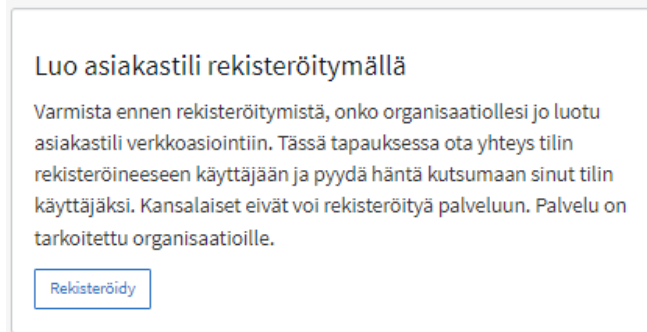 Luo asiakastili rekisteröitymällä
Varmista ennen rekisteröitymistä, onko organisaatiollesi jo luotu
asiakastili verkkoasiointiin. Tässä tapauksessa ota yhteys tilin
rekisteröineeseen käyttäjään ja pyydä häntä kutsumaan sinut tilin
käyttäjäksi. Kansalaiset eivät voi rekisteröityä palveluun. Palvelu on
tarkoitettu organisaatioille.
Rekisteröidy